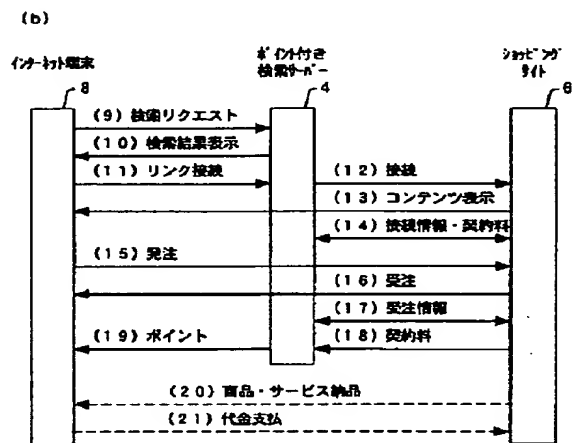 (b)
インターネット端末
8
ポイント付き
検索サーバー
4
ショッピング
サイト
6
(9)検索リクエスト
(10)検索結果表示
(11)リンク接続
(12)接続
(13)コンテンツ表示
(14)接続情報・契約料
(15)発注
(16)受注
(17)受注情報
(18)契約料
(19)ポイント
(20)商品・サービス納品
(21)代金支払